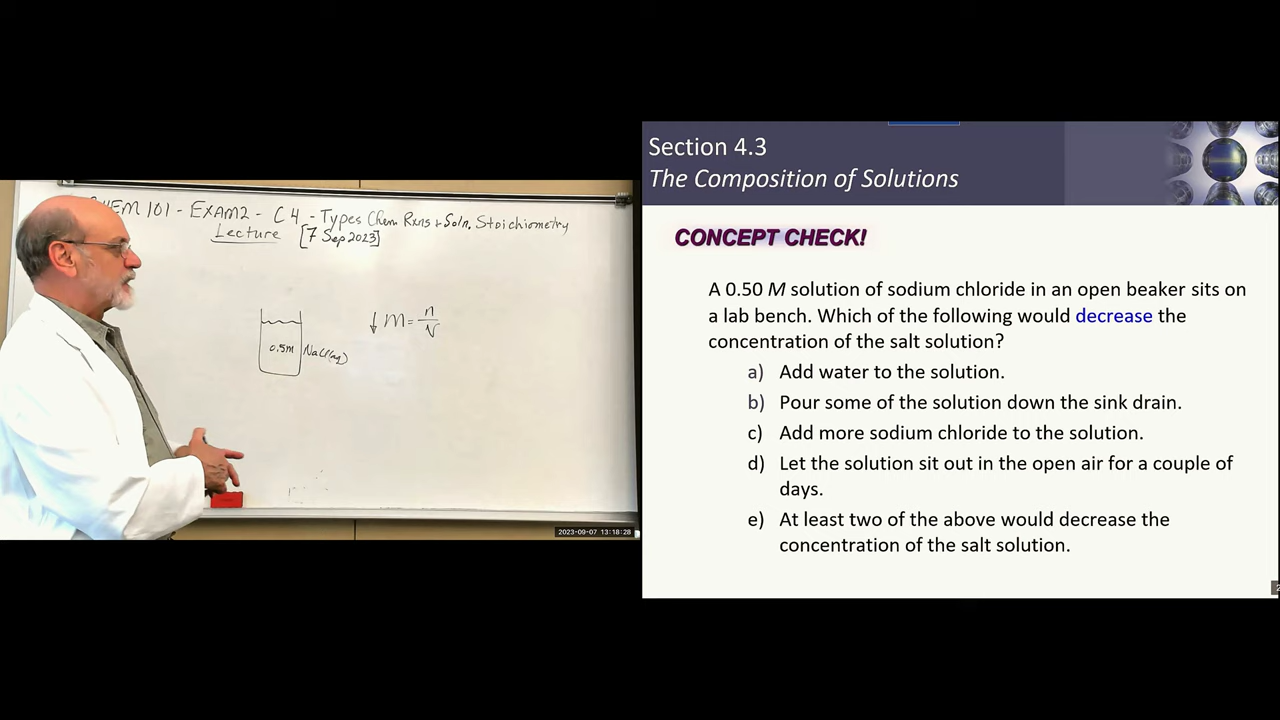 CHEM 101 - EXAM2 - C4 - Types Chem Rxns + Soln. Stoichiometry
Lecture [7 Sep 2023]
↓ M = n/V
0.5M NaCl(aq)
2023-09-07 13:18:28
Section 4.3
The Composition of Solutions
CONCEPT CHECK!
A 0.50 M solution of sodium chloride in an open beaker sits on
a lab bench. Which of the following would decrease the
concentration of the salt solution?
a) Add water to the solution.
b) Pour some of the solution down the sink drain.
c) Add more sodium chloride to the solution.
d) Let the solution sit out in the open air for a couple of
days.
e) At least two of the above would decrease the
concentration of the salt solution.